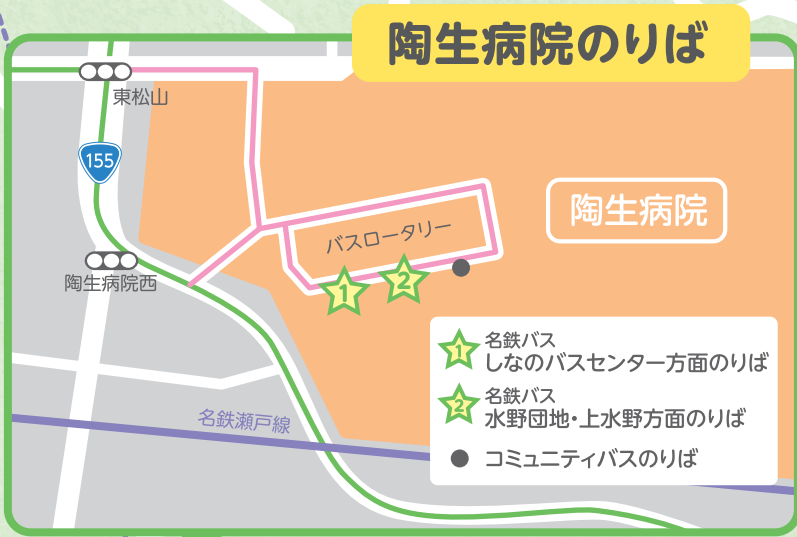 陶生病院のりば
東松山
155
陶生病院西
バスロータリー
陶生病院
1
2
名鉄瀬戸線
1
名鉄バス
しなのバスセンター方面のりば
2
名鉄バス
水野団地・上水野方面のりば
コミュニティバスのりば